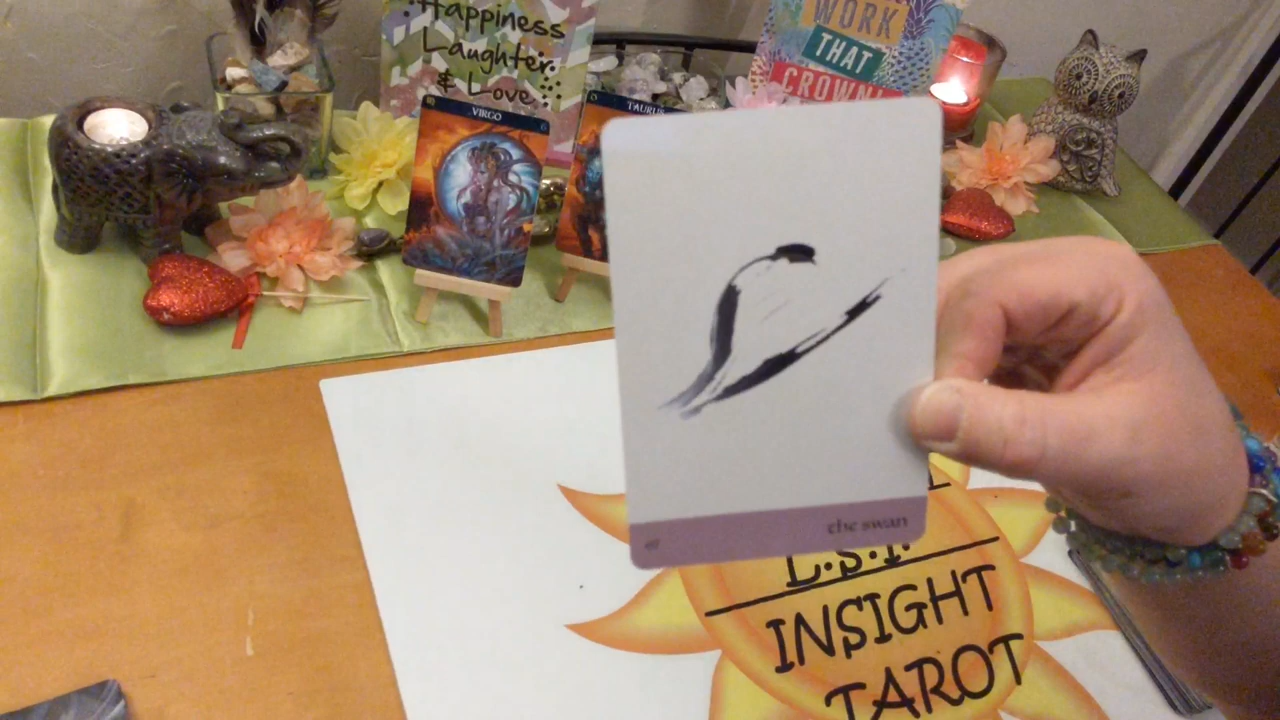 Happiness
Laughter
& Love
WORK
THAT
CROWN
VIRGO
TAURUS
the swan
L.S.I.
INSIGHT
TAROT